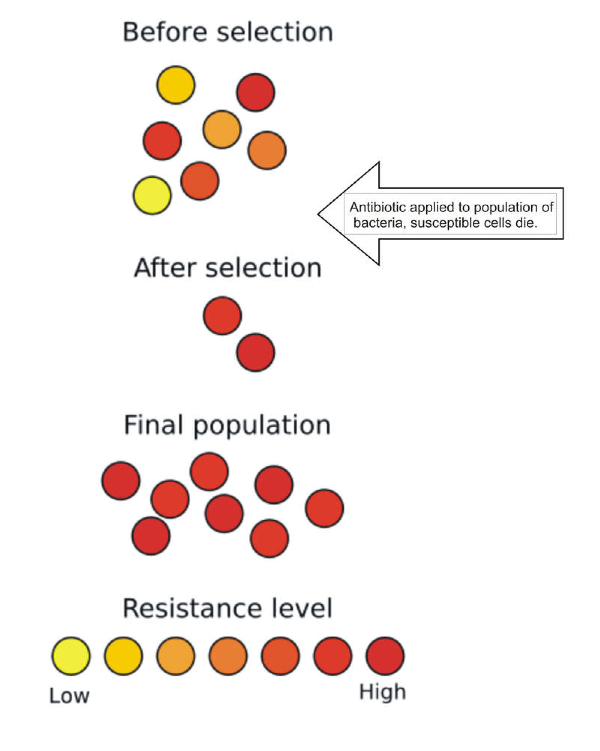 Before selection
Antibiotic applied to population of
bacteria, susceptible cells die.
After selection
Final population
Resistance level
Low
High